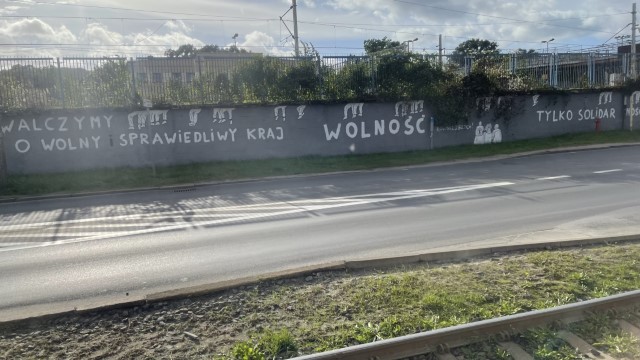 WALCZYMY
O WOLNY SPRAWIEDLIWY KRAJ
WOLNOŚĆ
TYLKO SOLIDAR